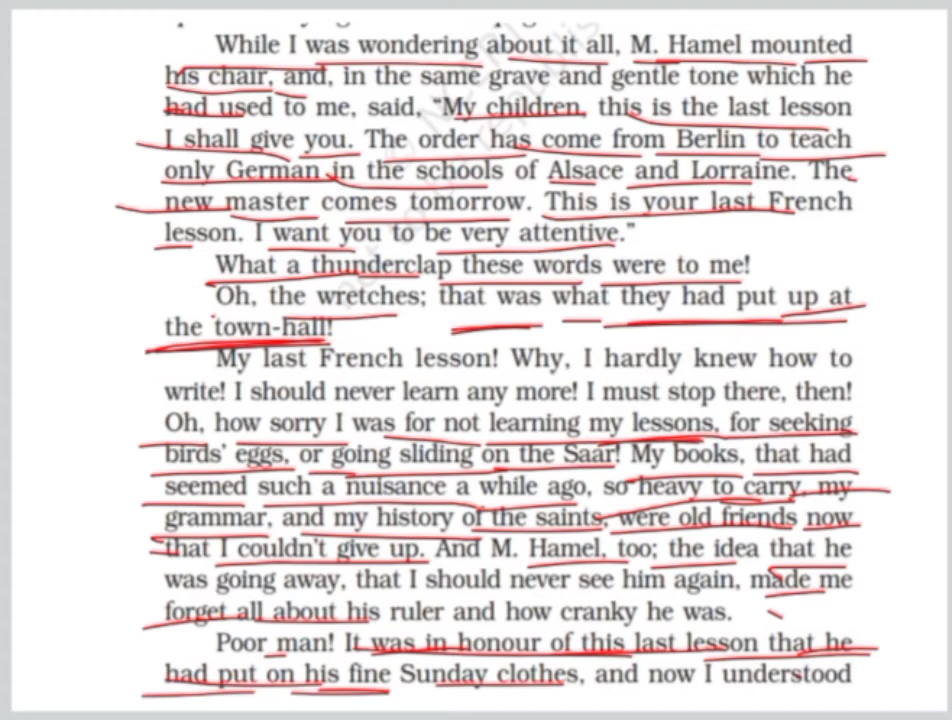 While I was wondering about it all, M. Hamel mounted
his chair, and, in the same grave and gentle tone which he
had used to me, said, “My children, this is the last lesson
I shall give you. The order has come from Berlin to teach
only German in the schools of Alsace and Lorraine. The
new master comes tomorrow. This is your last French
lesson. I want you to be very attentive.”
What a thunderclap these words were to me!
Oh, the wretches; that was what they had put up at
the town-hall!
My last French lesson! Why, I hardly knew how to
write! I should never learn any more! I must stop there, then!
Oh, how sorry I was for not learning my lessons, for seeking
birds’ eggs, or going sliding on the Saar! My books, that had
seemed such a nuisance a while ago, so heavy to carry, my
grammar, and my history of the saints, were old friends now
that I couldn’t give up. And M. Hamel, too; the idea that he
was going away, that I should never see him again, made me
forget all about his ruler and how cranky he was.
Poor man! It was in honour of this last lesson that he
had put on his fine Sunday clothes, and now I understood